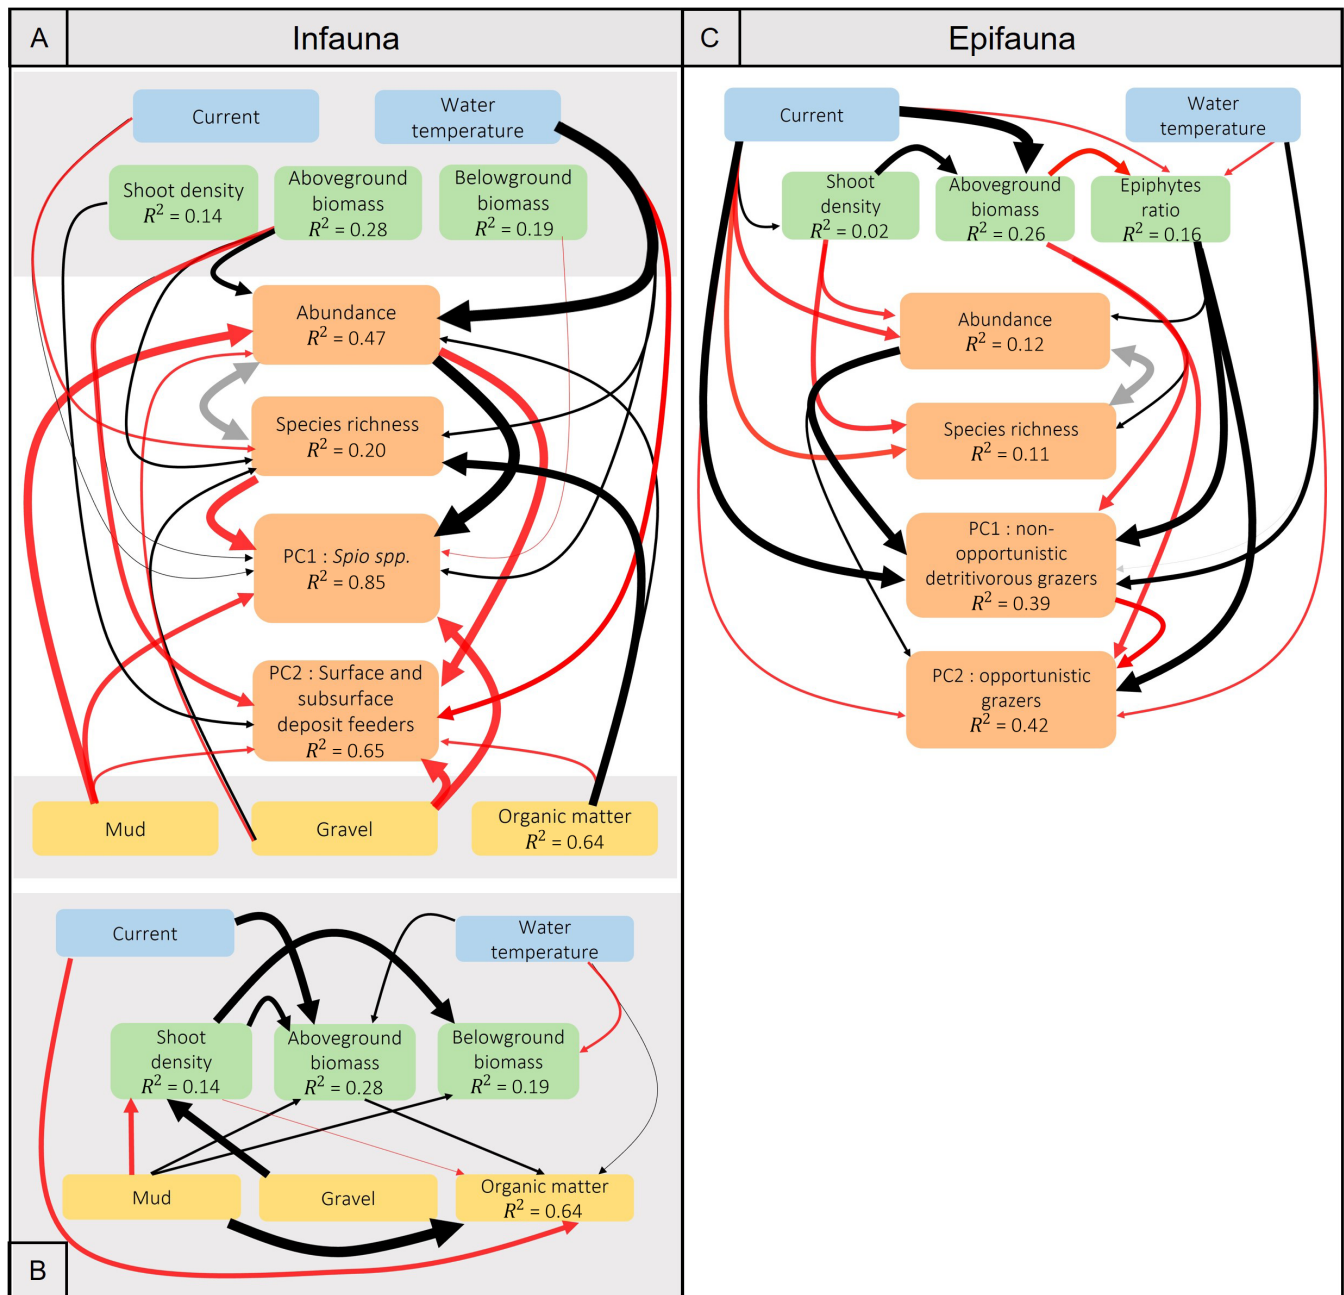 A
Infauna
Current
Water
temperature
Shoot density
R² = 0.14
Aboveground
biomass
R² = 0.28
Belowground
biomass
R² = 0.19
Abundance
R² = 0.47
Species richness
R² = 0.20
PC1 : Spio spp.
R² = 0.85
PC2 : Surface and
subsurface
deposit feeders
R² = 0.65
Mud
Gravel
Organic matter
R² = 0.64
B
Current
Water
temperature
Shoot
density
R² = 0.14
Aboveground
biomass
R² = 0.28
Belowground
biomass
R² = 0.19
Mud
Gravel
Organic matter
R² = 0.64
C
Epifauna
Current
Water
temperature
Shoot
density
R² = 0.02
Aboveground
biomass
R² = 0.26
Epiphytes
ratio
R² = 0.16
Abundance
R² = 0.12
Species richness
R² = 0.11
PC1 : non-
opportunistic
detritivorous grazers
R² = 0.39
PC2 : opportunistic
grazers
R² = 0.42